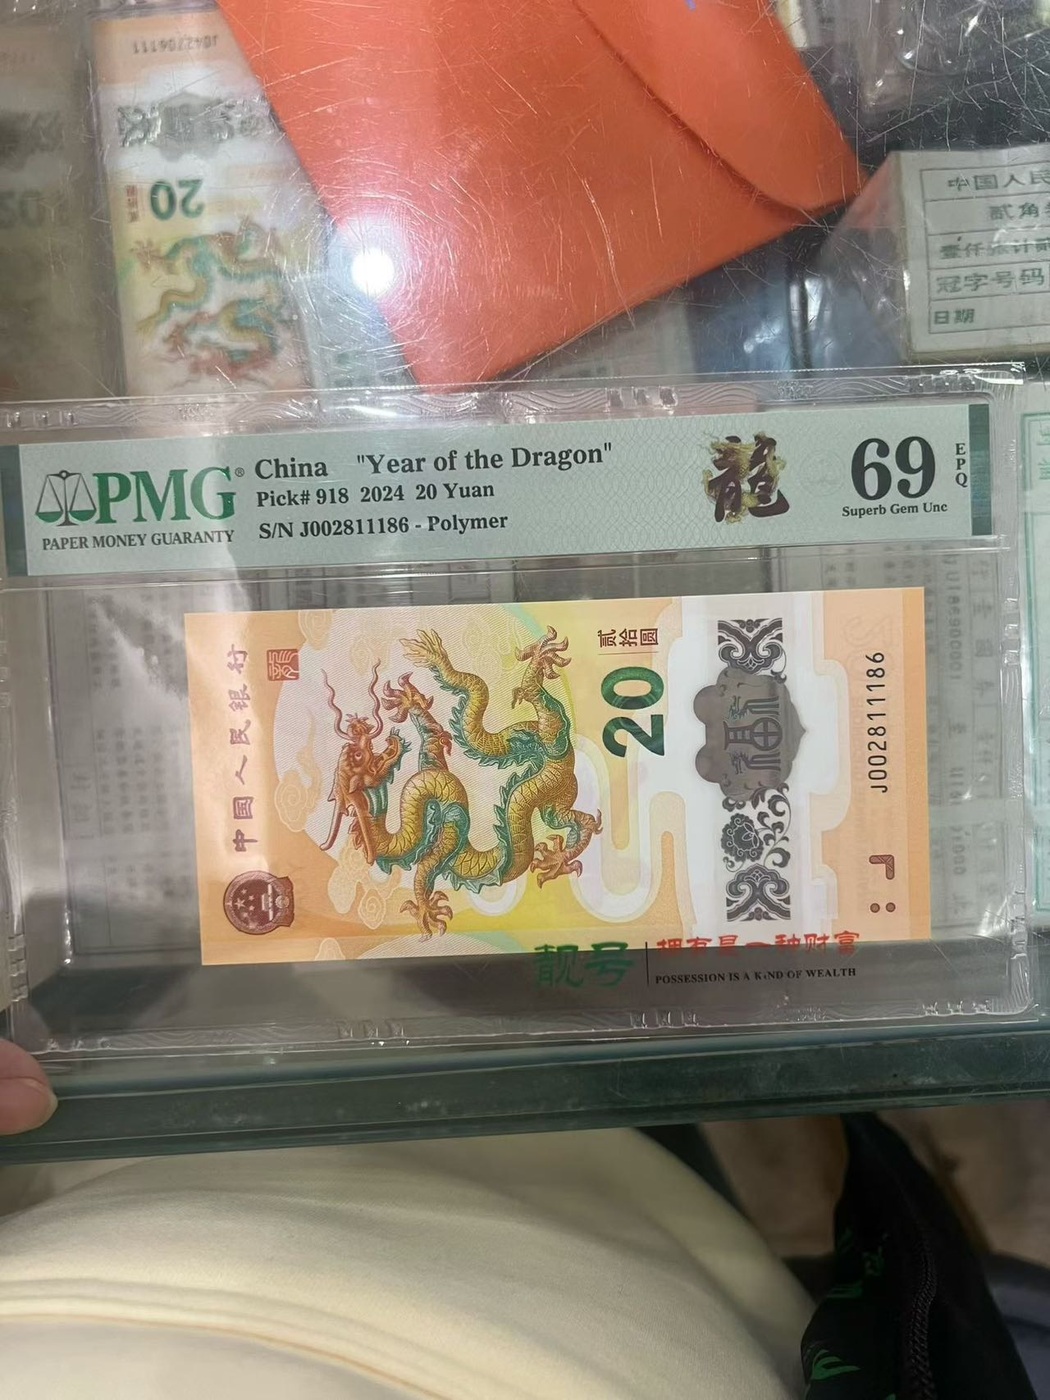 J042706111
20
中国人民
贰角
冠字号码
日期
PMG®
PAPER MONEY GUARANTY
China "Year of the Dragon"
Pick# 918 2024 20 Yuan
S/N J002811186 - Polymer
69
EPQ
Superb Gem Unc
中国人民银行
贰拾圆
20
J002811186
靓号
拥有是一种财富
POSSESSION IS A KIND OF WEALTH